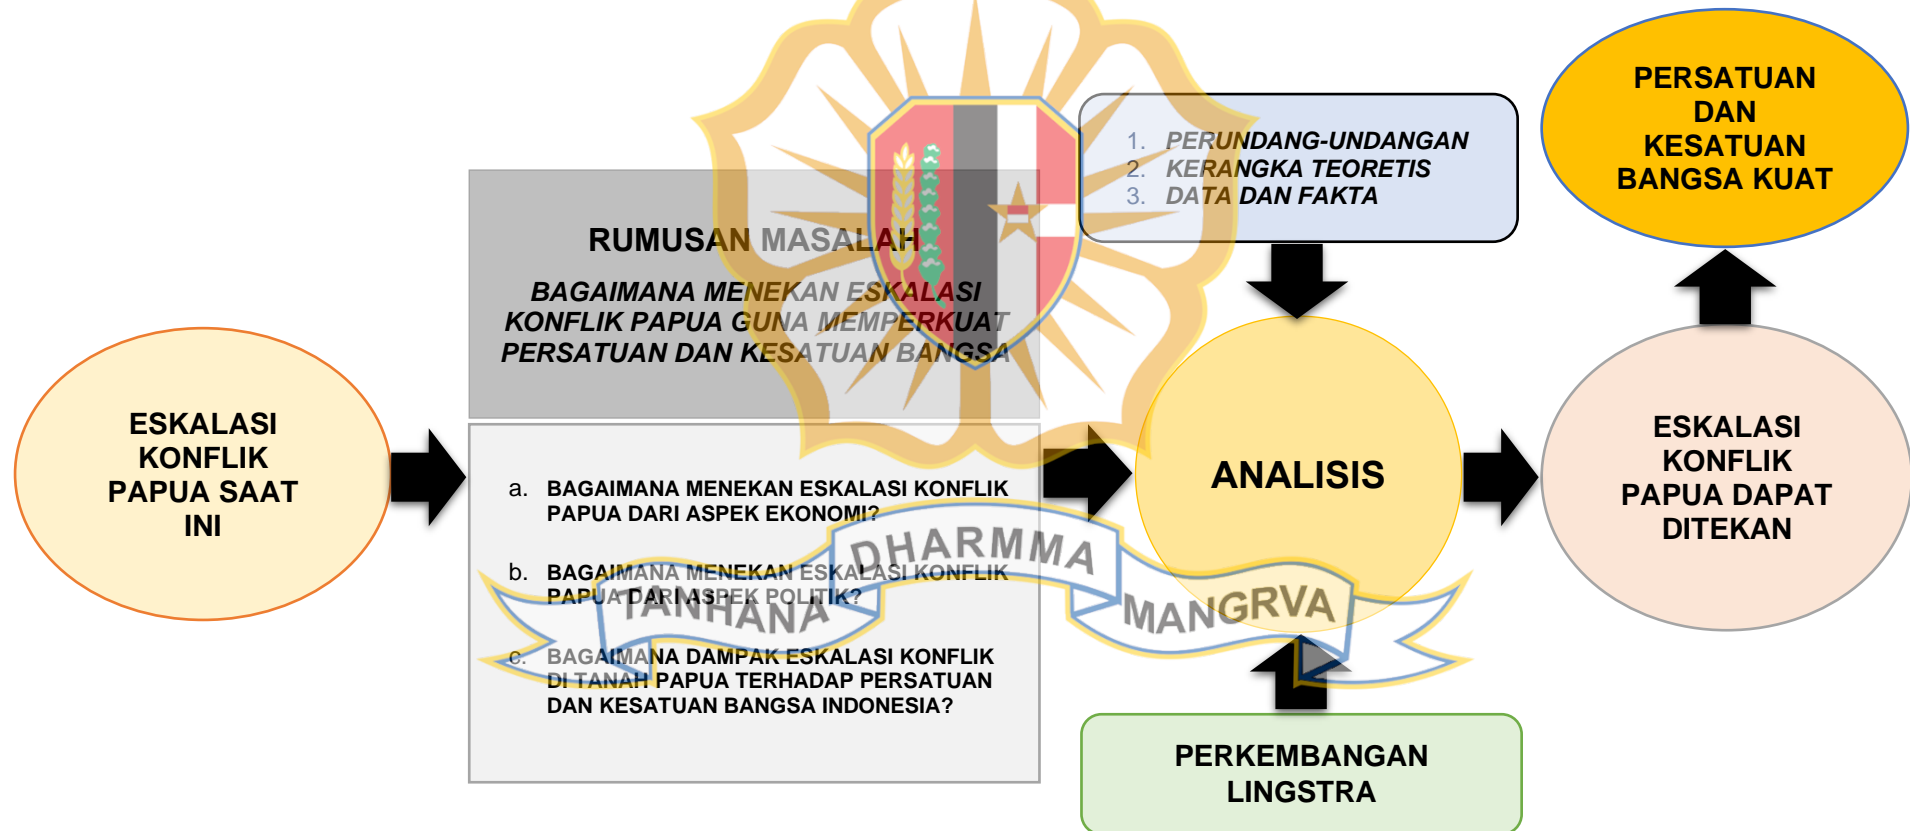 ESKALASI
KONFLIK
PAPUA SAAT
INI
RUMUSAN MASALAH
BAGAIMANA MENEKAN ESKALASI
KONFLIK PAPUA GUNA MEMPERKUAT
PERSATUAN DAN KESATUAN BANGSA
a. BAGAIMANA MENEKAN ESKALASI KONFLIK
PAPUA DARI ASPEK EKONOMI?
b. BAGAIMANA MENEKAN ESKALASI KONFLIK
PAPUA DARI ASPEK POLITIK?
c. BAGAIMANA DAMPAK ESKALASI KONFLIK
DI TANAH PAPUA TERHADAP PERSATUAN
DAN KESATUAN BANGSA INDONESIA?
1. PERUNDANG-UNDANGAN
2. KERANGKA TEORETIS
3. DATA DAN FAKTA
ANALISIS
PERKEMBANGAN
LINGSTRA
ESKALASI
KONFLIK
PAPUA DAPAT
DITEKAN
PERSATUAN
DAN
KESATUAN
BANGSA KUAT
TANHANA DHARMMA MANGRVA